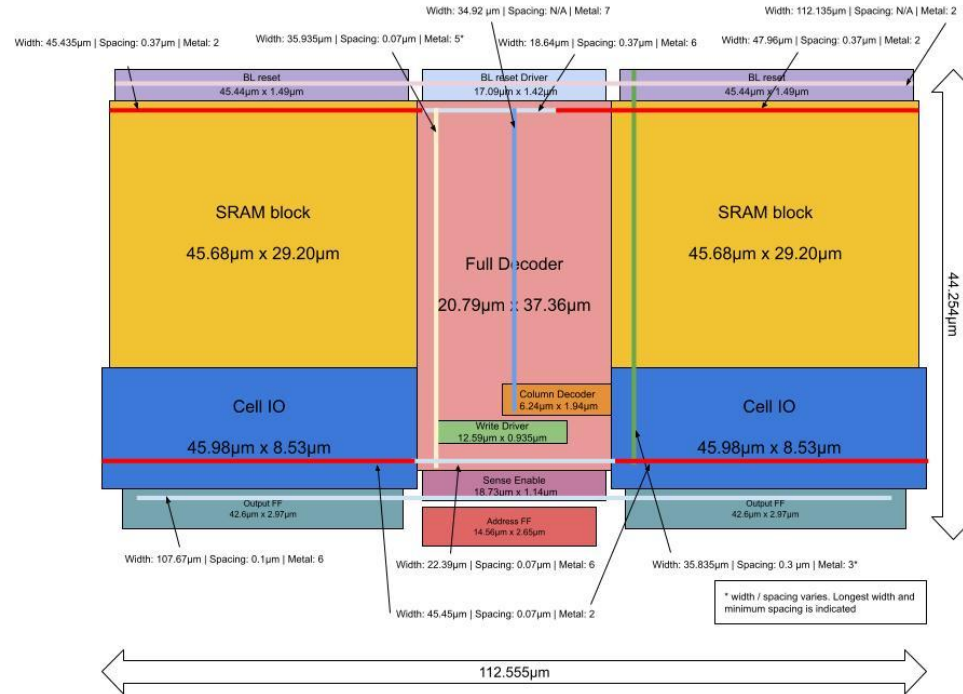 Width: 34.92 µm | Spacing: N/A | Metal: 7
Width: 112.135µm | Spacing: N/A | Metal: 2
Width: 45.435µm | Spacing: 0.37µm | Metal: 2
Width: 35.935µm | Spacing: 0.07µm | Metal: 5*
Width: 18.64µm | Spacing: 0.37µm | Metal: 6
Width: 47.96µm | Spacing: 0.37µm | Metal: 2
BL reset
45.44µm x 1.49µm
BL reset Driver
17.09µm x 1.42µm
BL reset
45.44µm x 1.49µm
SRAM block
45.68µm x 29.20µm
Full Decoder
20.79µm x 37.36µm
SRAM block
45.68µm x 29.20µm
44.254µm
Column Decoder
6.24µm x 1.94µm
Cell IO
45.98µm x 8.53µm
Write Driver
12.59µm x 0.935µm
Cell IO
45.98µm x 8.53µm
Sense Enable
18.73µm x 1.14µm
Output FF
42.6µm x 2.97µm
Address FF
14.56µm x 2.65µm
Output FF
42.6µm x 2.97µm
Width: 107.67µm | Spacing: 0.1µm | Metal: 6
Width: 22.39µm | Spacing: 0.07µm | Metal: 6
Width: 35.835µm | Spacing: 0.3 µm | Metal: 3*
* width / spacing varies. Longest width and
minimum spacing is indicated
Width: 45.45µm | Spacing: 0.07µm | Metal: 2
112.555µm